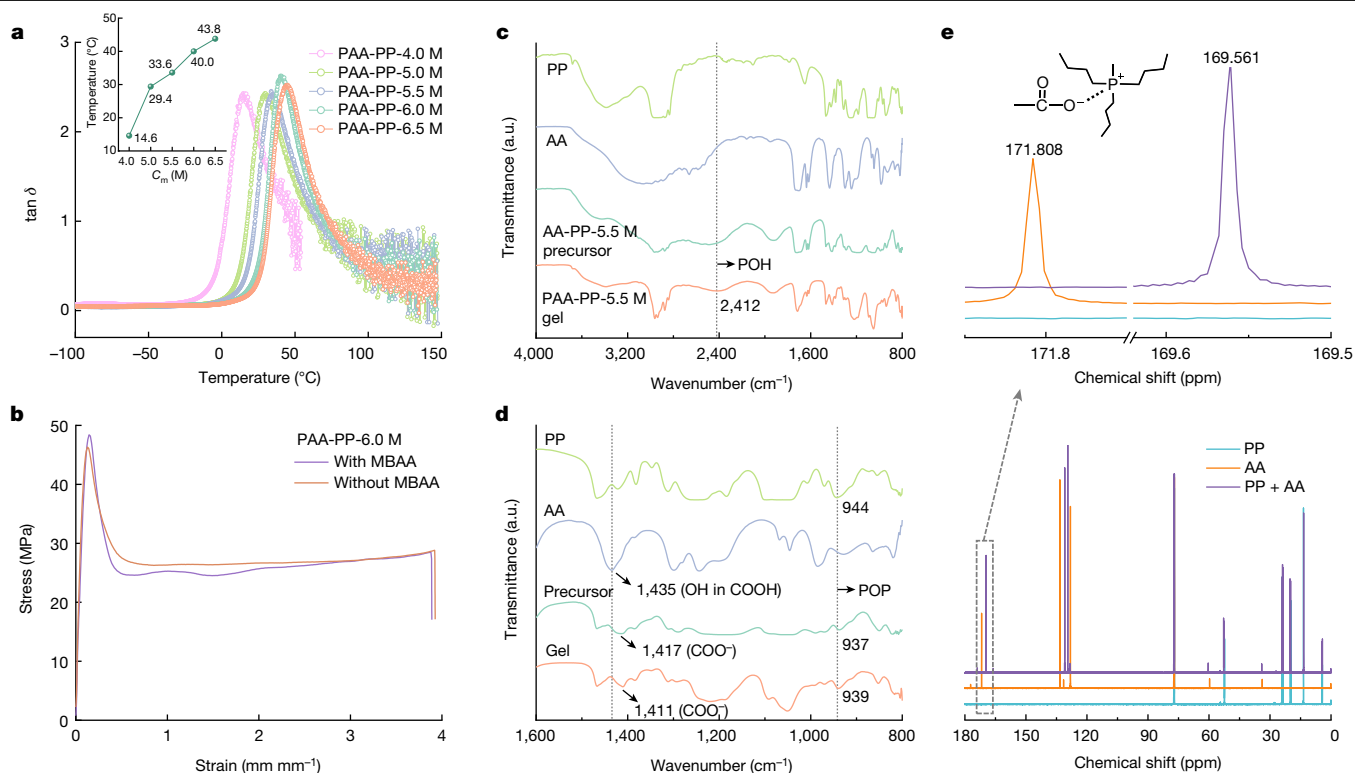 a
3
2
1
0
tan δ
−100
−50
0
50
100
150
Temperature (°C)
PAA-PP-4.0 M
PAA-PP-5.0 M
PAA-PP-5.5 M
PAA-PP-6.0 M
PAA-PP-6.5 M
50
40
30
20
10
Temperature (°C)
14.6
29.4
33.6
40.0
43.8
4.0
5.0
5.5
6.0
6.5
Cm (M)
b
50
40
30
20
10
0
Stress (MPa)
PAA-PP-6.0 M
With MBAA
Without MBAA
0
1
2
3
4
Strain (mm mm−1)
c
Transmittance (a.u.)
PP
AA
AA-PP-5.5 M
precursor
POH
PAA-PP-5.5 M
gel
2,412
4,000
3,200
2,400
1,600
800
Wavenumber (cm−1)
d
Transmittance (a.u.)
PP
944
AA
1,435 (OH in COOH)
POP
Precursor
937
1,417 (COO−)
Gel
939
1,411 (COO−)
1,600
1,400
1,200
1,000
800
Wavenumber (cm−1)
e
169.561
O
O−
P+
171.808
171.8
169.6
169.5
Chemical shift (ppm)
PP
AA
PP + AA
180
150
120
90
60
30
0
Chemical shift (ppm)